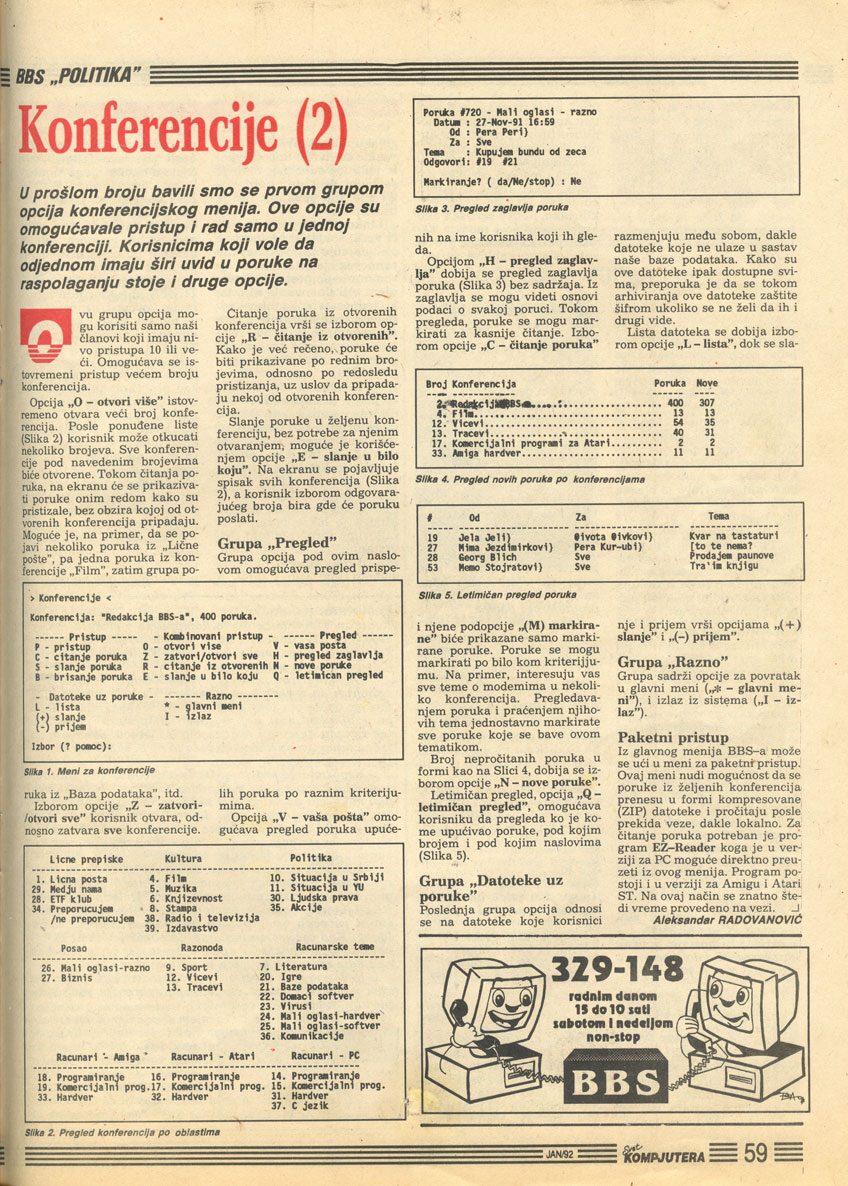 BBS „POLITIKA”
Konferencije (2)
U prošlom broju bavili smo se prvom grupom
opcija konferencijskog menija. Ove opcije su
omogućavale pristup i rad samo u jednoj
konferenciji. Korisnicima koji vole da
odjednom imaju širi uvid u poruke na
raspolaganju stoje i druge opcije.
O
vu grupu opcija mo-
gu korisiti samo naši
članovi koji imaju ni-
vo pristupa 10 ili ve-
ći. Omogućava se is-
tovremeni pristup većem broju
konferencija.
Opcija „O – otvori više” istov-
remeno otvara veći broj konfe-
rencija. Posle ponuđene liste
(Slika 2) korisnik može otkucati
nekoliko brojeva. Sve konferen-
cije pod navedenim brojevima
biće otvorene. Tokom čitanja po-
ruka, na ekranu će se prikaziva-
ti poruke onim redom kako su
pristizale, bez obzira kojoj od ot-
vorenih konferencija pripadaju.
Moguće je, na primer, da se po-
javi nekoliko poruka iz „Lične
pošte”, pa jedna poruka iz kon-
ferencije „Film”, zatim grupa po-
Čitanje poruka iz otvorenih
konferencija vrši se izborom op-
cije „R – čitanje iz otvorenih”.
Kako je već rečeno, poruke će
biti prikazivane po rednim bro-
jevima, odnosno po redosledu
pristizanja, uz uslov da pripada-
ju nekoj od otvorenih konferen-
cija.
Slanje poruke u željenu kon-
ferenciju, bez potrebe za njenim
otvaranjem, moguće je korišće-
njem opcije „E – slanje u bilo
koju”. Na ekranu se pojavljuje
spisak svih konferencija (Slika
2), a korisnik izborom odgovara-
jućeg broja bira gde će poruku
poslati.
Grupa „Pregled”
Grupa opcija pod ovim naslo-
vom omogućava pregled prispe-
> Konferencije <
Konferencija: "Redakcija BBS-a", 400 poruka.
------ Pristup ----- - Kombinovani pristup - ------ Pregled ------
P - pristup O - otvori vise V - vasa posta
C - citanje poruka Z - zatvori/otvori sve H - pregled zaglavlja
S - slanje poruka R - citanje iz otvorenih N - nove poruke
B - brisanje poruka E - slanje u bilo koju Q - letimican pregled
- Datoteke uz poruke - ------- Razno --------
L - lista * - glavni meni
(+) slanje I - izlaz
(-) prijem
Izbor (? pomoc):
Slika 1. Meni za konferencije
ruka iz „Baza podataka”, itd.
Izborom opcije „Z – zatvori-
/otvori sve” korisnik otvara, od-
nosno zatvara sve konferencije.
lih poruka po raznim kriteriju-
mima.
Opcija „V – vaša pošta” omo-
gućava pregled poruka upuće-
Licne prepiske Kultura Politika
1. Licna posta 4. Film 10. Situacija u Srbiji
29. Medju nama 5. Muzika 11. Situacija u YU
28. ETF klub 6. Knjizevnost 30. Ljudska prava
34. Preporucujem 8. Stampa 35. Akcije
/ne preporucujem 38. Radio i televizija
39. Izdavastvo
Posao Razonoda Racunarske teme
26. Mali oglasi-razno 9. Sport 7. Literatura
27. Biznis 12. Vicevi 20. Igre
13. Tracevi 21. Baze podataka
22. Domaci softver
23. Virusi
24. Mali oglasi-hardver
25. Mali oglasi-softver
36. Komunikacije
Racunari - Amiga Racunari - Atari Racunari - PC
18. Programiranje 16. Programiranje 14. Programiranje
19. Komercijalni prog. 17. Komercijalni prog. 15. Komercijalni prog.
33. Hardver 32. Hardver 31. Hardver
37. C jezik
Slika 2. Pregled konferencija po oblastima
Poruka #720 - Mali oglasi - razno
Datum : 27-Nov-91 16:59
Od : Pera Peri)
Za : Sve
Tema : Kupujem bundu od zeca
Odgovori: #19 #21
Markiranje? ( da/Ne/stop) : Ne
Slika 3. Pregled zaglavlja poruka
nih na ime korisnika koji ih gle-
da.
Opcijom „H – pregled zaglav-
lja” dobija se pregled zaglavlja
poruka (Slika 3) bez sadržaja. Iz
zaglavlja se mogu videti osnovi
podaci o svakoj poruci. Tokom
pregleda, poruke se mogu mar-
kirati za kasnije čitanje. Izbo-
rom opcije „C – čitanje poruka”
razmenjuju među sobom, dakle
datoteke koje ne ulaze u sastav
naše baze podataka. Kako su
ove datoteke ipak dostupne svi-
ma, preporuka je da se tokom
arhiviranja ove datoteke zaštite
šifrom ukoliko se ne želi da ih i
drugi vide.
Lista datoteka se dobija izbo-
rom opcije „L – lista”, dok se sla-
Broj Konferencija Poruka Nove
2. Redakcija BBS-a 400 307
4. Film 13 13
12. Vicevi 54 35
13. Tracevi 40 31
17. Komercijalni programi za Atari 2 2
33. Amiga hardver 11 11
Slika 4. Pregled novih poruka po konferencijama
# Od Za Tema
19 Jela Jeli) @ivota @ivkovi) Kvar na tastaturi
27 Mima Jezdimirkovi) Pera Kur-ubi) [to te nema?
28 Georg Blich Sve Prodajem paunove
53 Memo Stojratovi) Sve Tra'im knjigu
Slika 5. Letimičan pregled poruka
i njene podopcije „(M) markira-
ne” biće prikazane samo marki-
rane poruke. Poruke se mogu
markirati po bilo kom kriteriju-
mu. Na primer, interesuju vas
sve teme o modemima u nekoli-
ko konferencija. Pregledava-
njem poruka i praćenjem njiho-
vih tema jednostavno markirate
sve poruke koje se bave ovom
tematikom.
Broj nepročitanih poruka u
formi kao na Slici 4, dobija se iz-
borom opcije „N – nove poruke”.
Letimičan pregled, opcija „Q –
letimičan pregled”, omogućava
korisniku da pregleda ko je ko-
me upućivao poruke, pod kojim
brojem i pod kojim naslovima
(Slika 5).
Grupa „Datoteke uz
poruke”
Poslednja grupa opcija odnosi
se na datoteke koje korisnici
nje i prijem vrši opcijama „(+)
slanje” i „(–) prijem”.
Grupa „Razno”
Grupa sadrži opcije za povratak
u glavni meni („* – glavni me-
ni”), i izlaz iz sistema („I – iz-
laz”).
Paketni pristup
Iz glavnog menija BBS-a može
se ući u meni za paketni pristup.
Ovaj meni nudi mogućnost da se
poruke iz željenih konferencija
prenesu u formi kompresovane
(ZIP) datoteke i pročitaju posle
prekida veze, dakle lokalno. Za
čitanje poruka potreban je pro-
gram EZ-Reader koga je u ver-
ziji za PC moguće direktno preu-
zeti iz ovog menija. Program po-
stoji i u verziji za Amigu i Atari
ST. Na ovaj način se znatno šte-
di vreme provedeno na vezi.
Aleksandar RADOVANOVIĆ
329-148
radnim danom
15 do 10 sati
sabotom i nedeljom
non-stop
BBS
JAN/92 Svet KOMPJUTERA 59